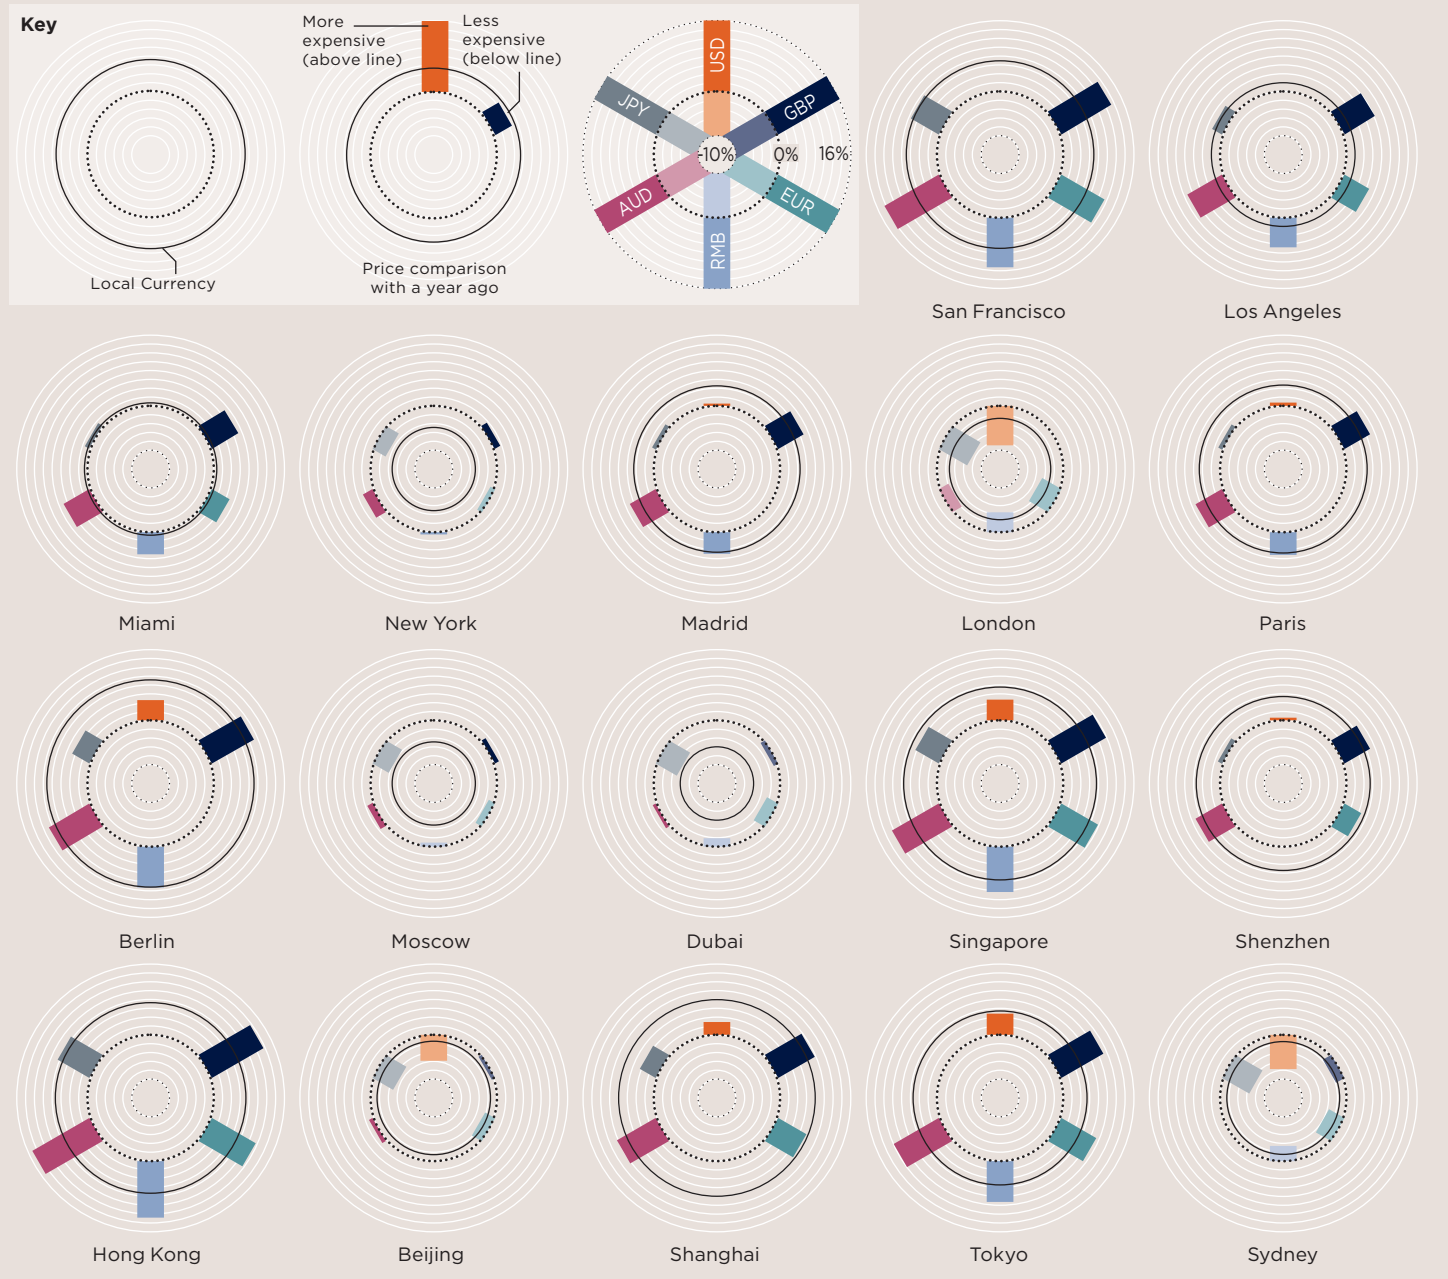 Key
More
expensive
(above line)
Less
expensive
(below line)
Local Currency
Price comparison
with a year ago
USD
GBP
EUR
RMB
AUD
JPY
-10%
0%
16%
San Francisco
Los Angeles
Miami
New York
Madrid
London
Paris
Berlin
Moscow
Dubai
Singapore
Shenzhen
Hong Kong
Beijing
Shanghai
Tokyo
Sydney